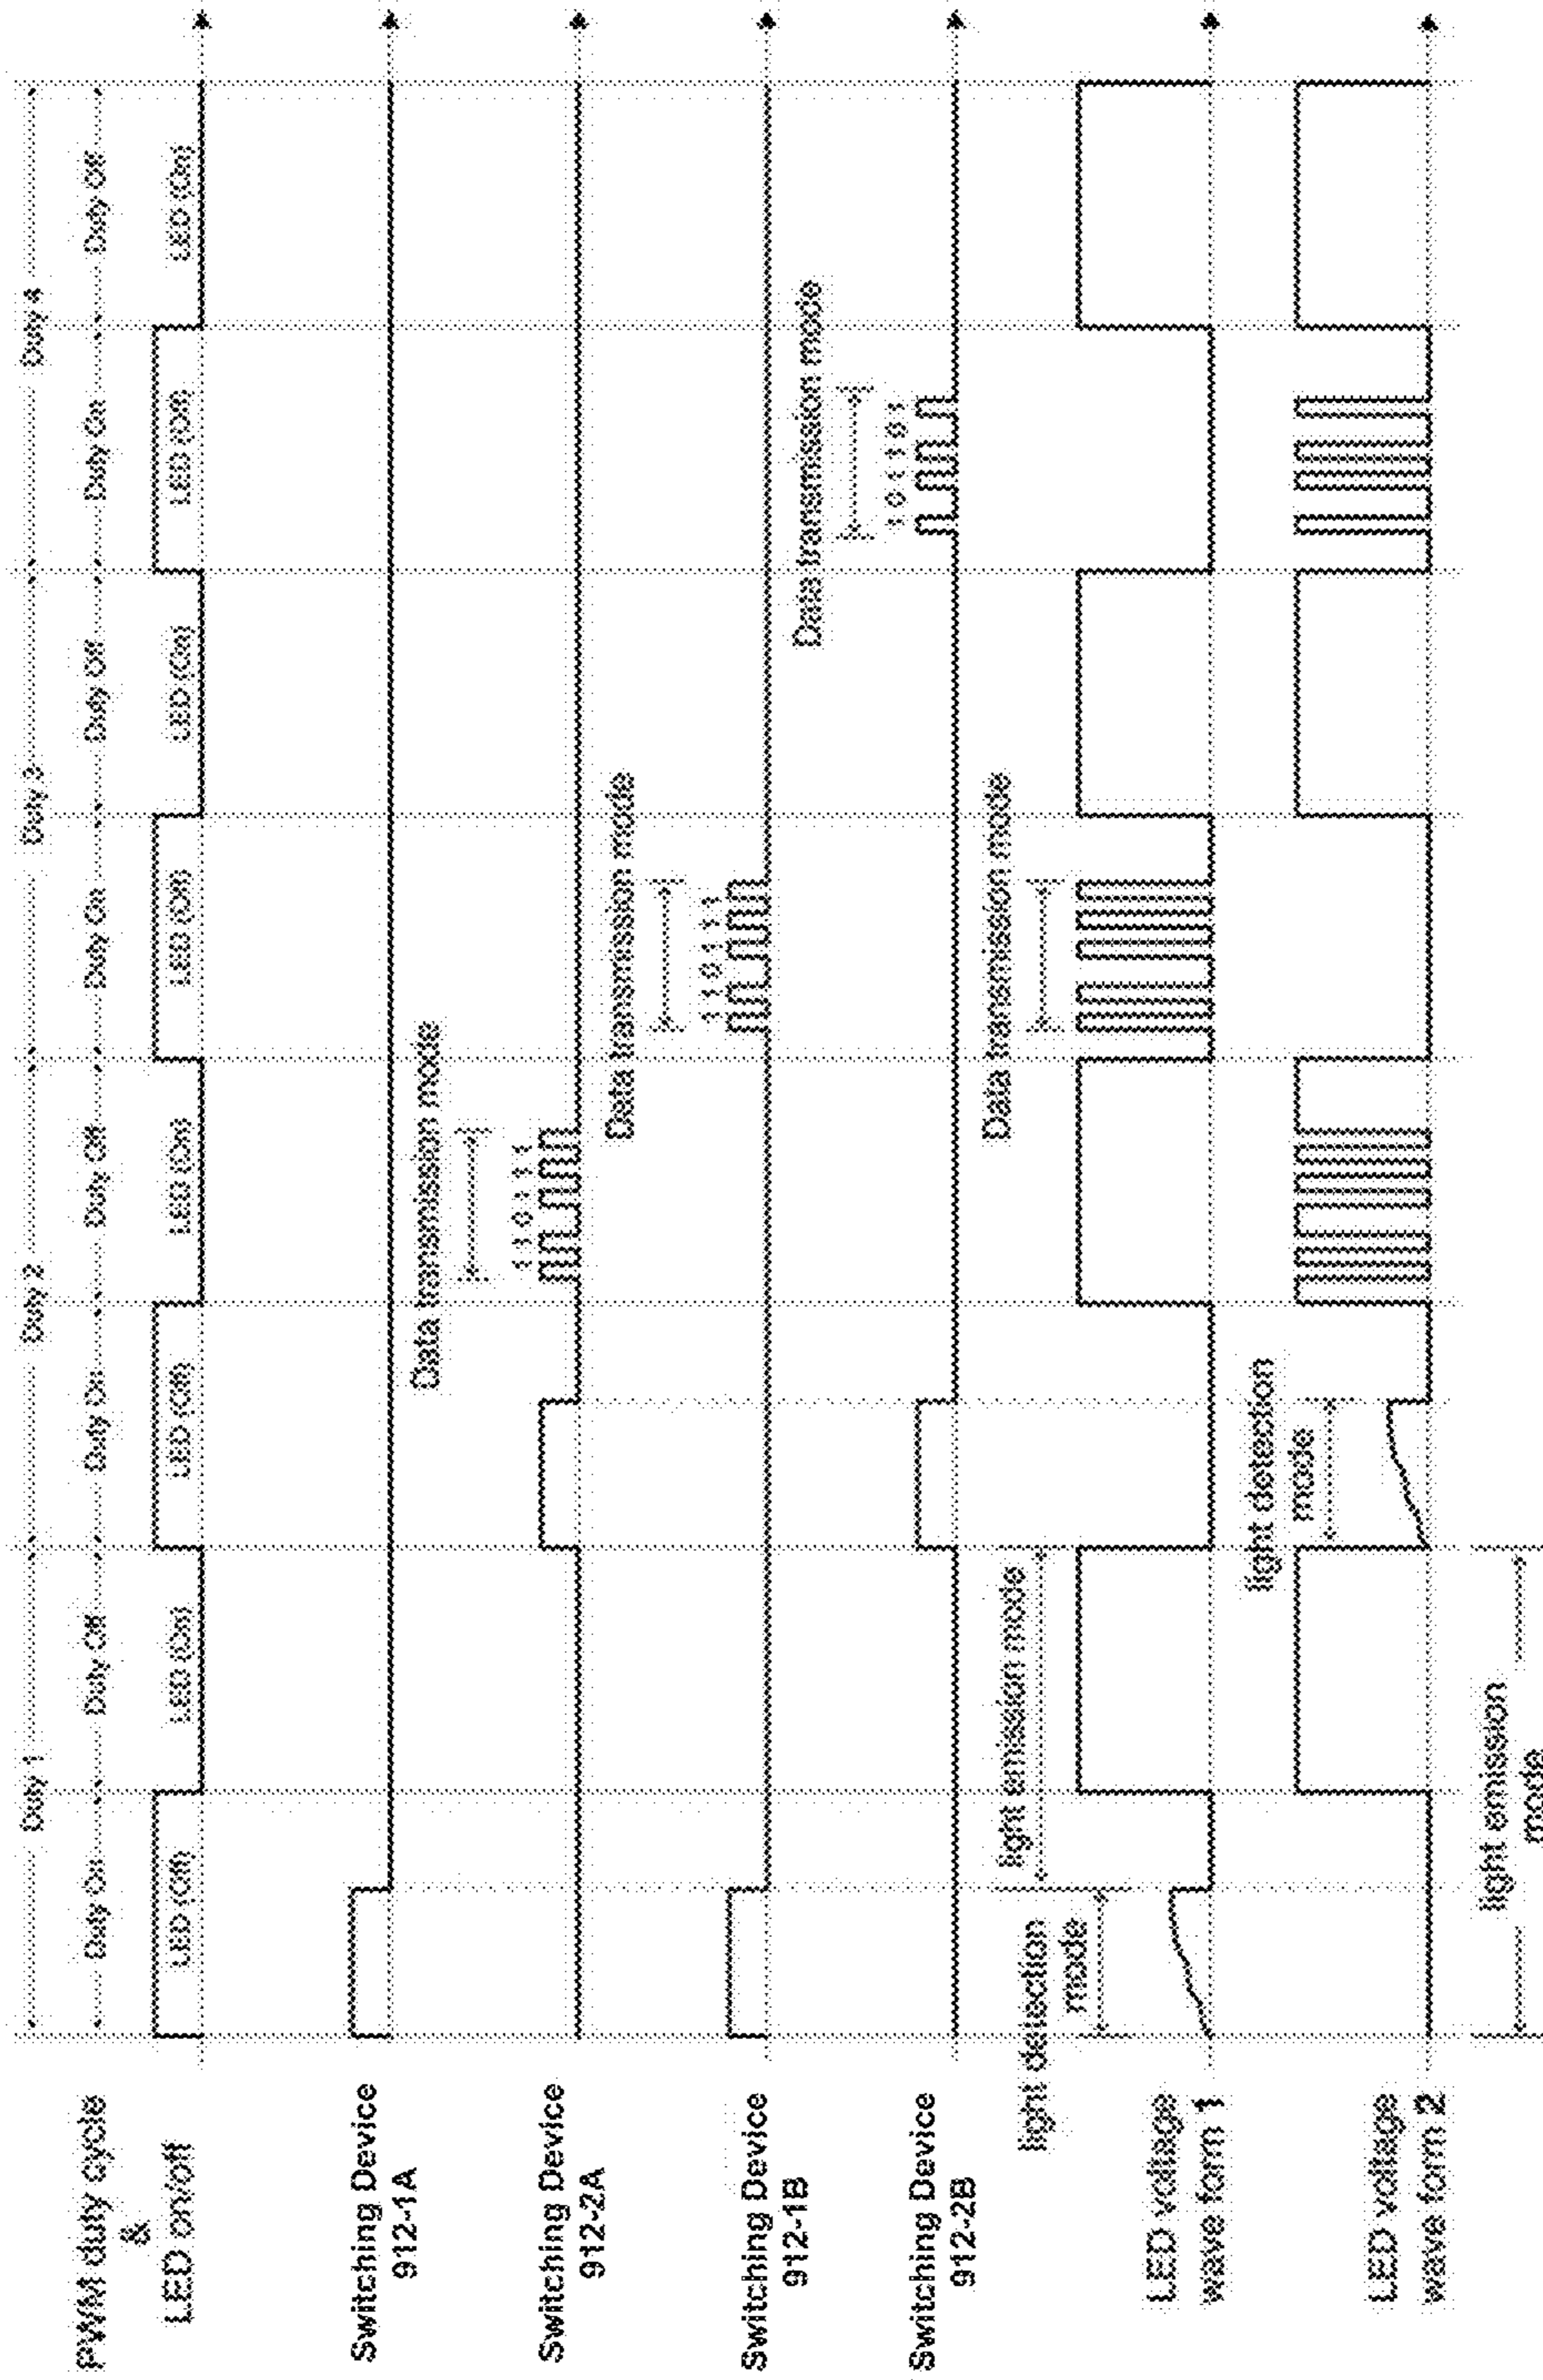 Duty 1
Duty 2
Duty 3
Duty 4
Duty On
Duty Off
Duty On
Duty Off
Duty On
Duty Off
Duty On
Duty Off
PWM duty cycle
&
LED on/off
LED (Off)
LED (On)
LED (Off)
LED (On)
LED (Off)
LED (On)
LED (Off)
LED (On)
Switching Device
912-1A
Data transmission mode
1 1 0 1 1 1
Switching Device
912-2A
Data transmission mode
1 1 0 1 1 1
Switching Device
912-1B
Data transmission mode
1 0 1 1 0 1
Switching Device
912-2B
light detection
mode
light emission mode
Data transmission mode
LED voltage
wave form 1
light detection
mode
LED voltage
wave form 2
light emission
mode